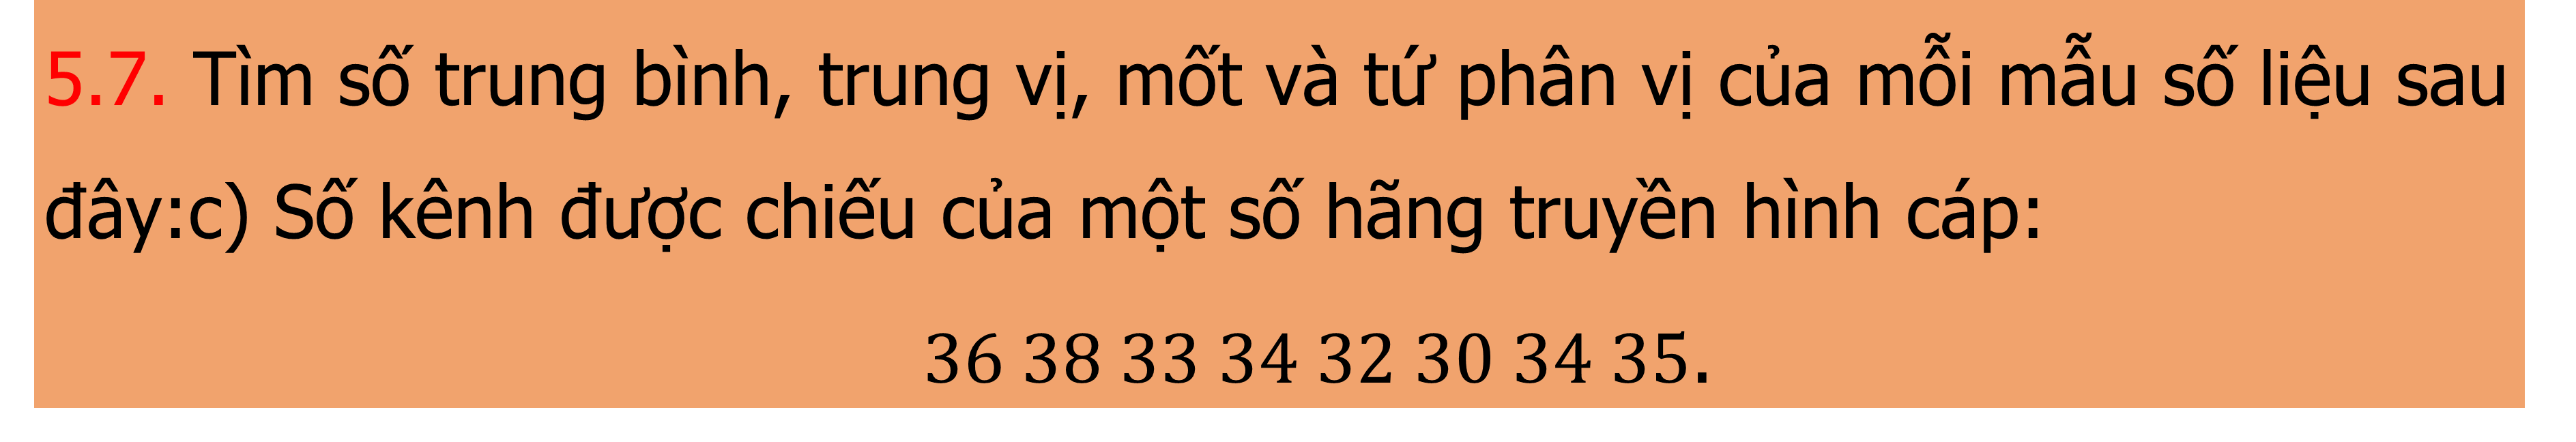 5.7. Tìm số trung bình, trung vị, mốt và tứ phân vị của mỗi mẫu số liệu sau
đây:c) Số kênh được chiếu của một số hãng truyền hình cáp:
36 38 33 34 32 30 34 35.